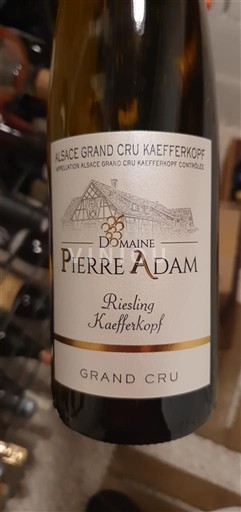 ALSACE GRAND CRU KAEFFERKOPF
APPELLATION ALSACE GRAND CRU KAEFFERKOPF CONTRÔLÉE
DOMAINE
PIERRE ADAM
Riesling
Kaefferkopf
GRAND CRU